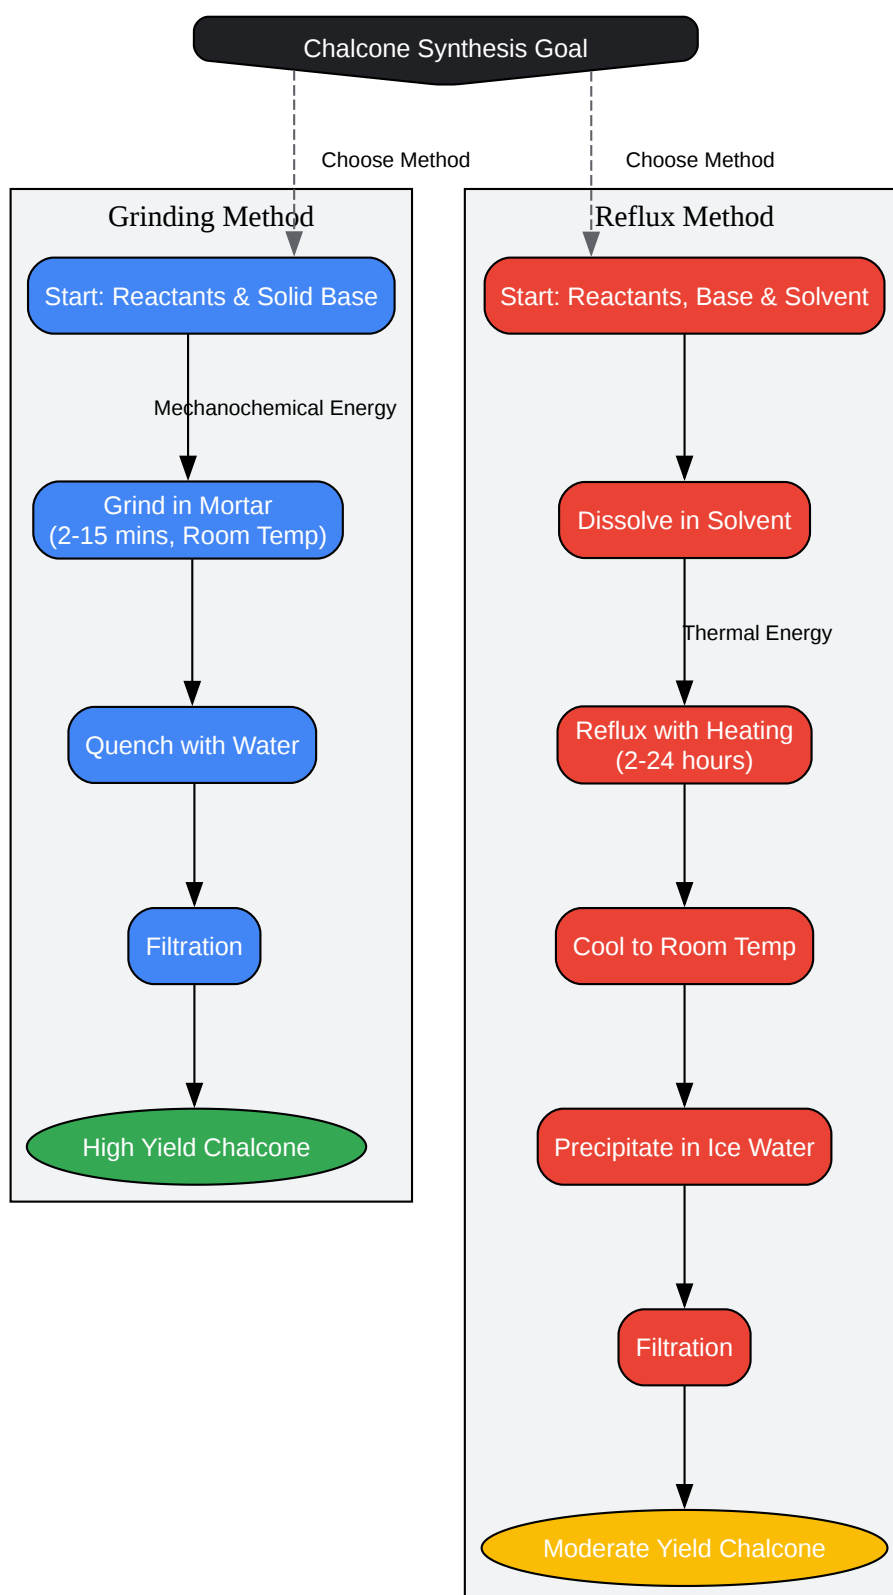 Chalcone Synthesis Goal
Choose Method
Choose Method
Grinding Method
Start: Reactants & Solid Base
Mechanochemical Energy
Grind in Mortar
(2-15 mins, Room Temp)
Quench with Water
Filtration
High Yield Chalcone
Reflux Method
Start: Reactants, Base & Solvent
Dissolve in Solvent
Thermal Energy
Reflux with Heating
(2-24 hours)
Cool to Room Temp
Precipitate in Ice Water
Filtration
Moderate Yield Chalcone